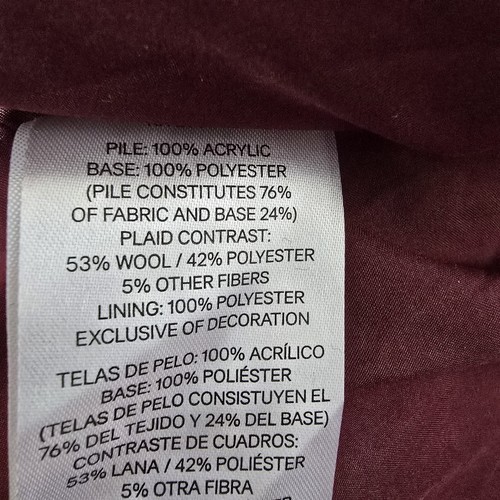 PILE: 100% ACRYLIC
BASE: 100% POLYESTER
(PILE CONSTITUTES 76%
OF FABRIC AND BASE 24%)
PLAID CONTRAST:
53% WOOL / 42% POLYESTER
5% OTHER FIBERS
LINING: 100% POLYESTER
EXCLUSIVE OF DECORATION
TELAS DE PELO: 100% ACRÍLICO
BASE: 100% POLIÉSTER
(TELAS DE PELO CONSISTUYEN EL
76% DEL TEJIDO Y 24% DEL BASE)
CONTRASTE DE CUADROS:
53% LANA / 42% POLIÉSTER
5% OTRA FIBRA